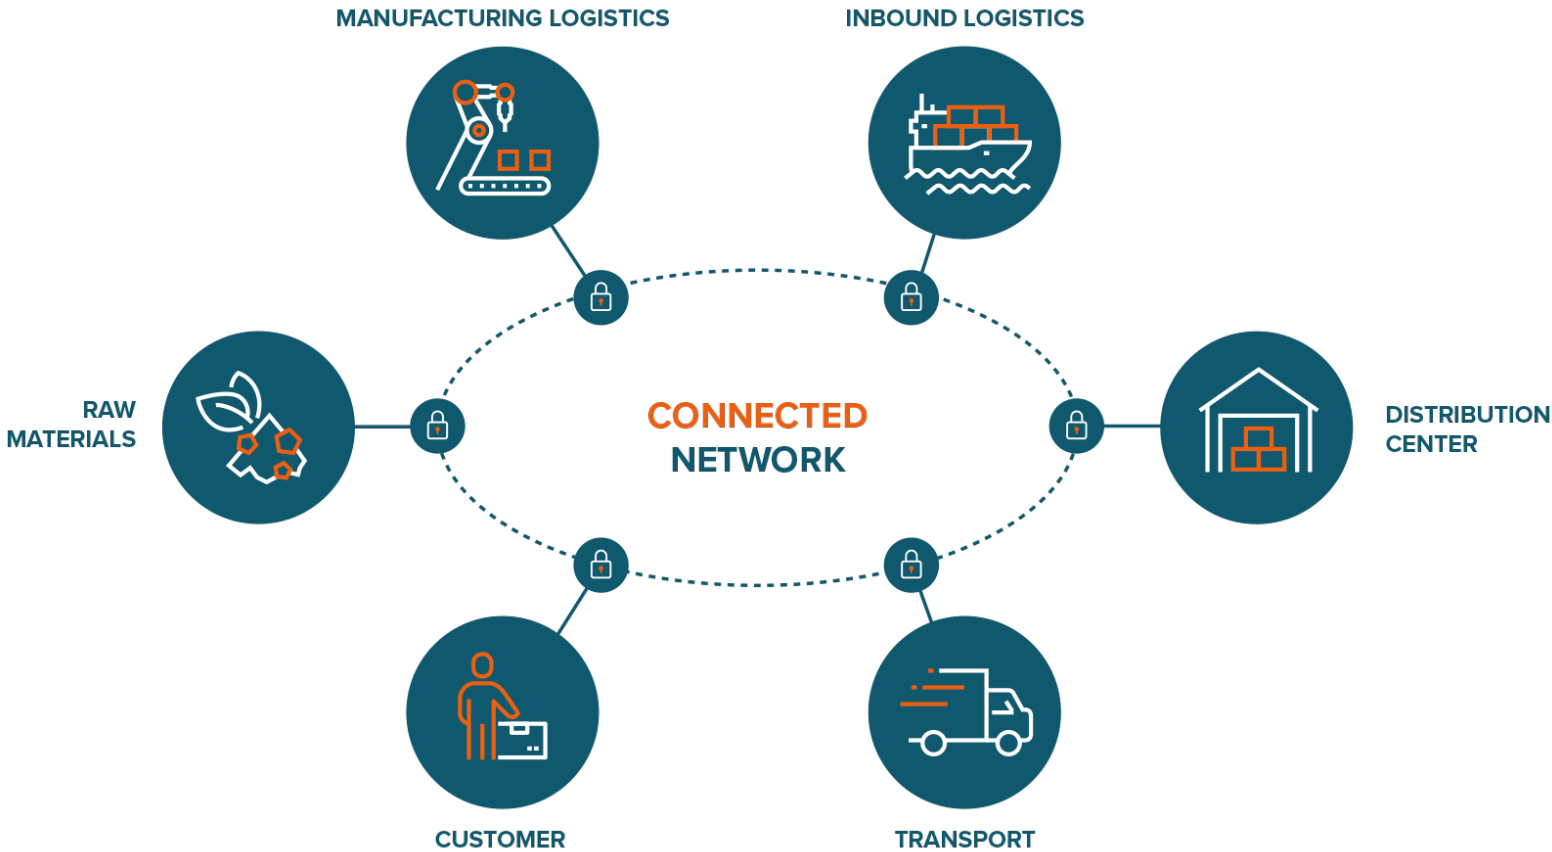 MANUFACTURING LOGISTICS
INBOUND LOGISTICS
RAW
MATERIALS
CONNECTED
NETWORK
DISTRIBUTION
CENTER
CUSTOMER
TRANSPORT